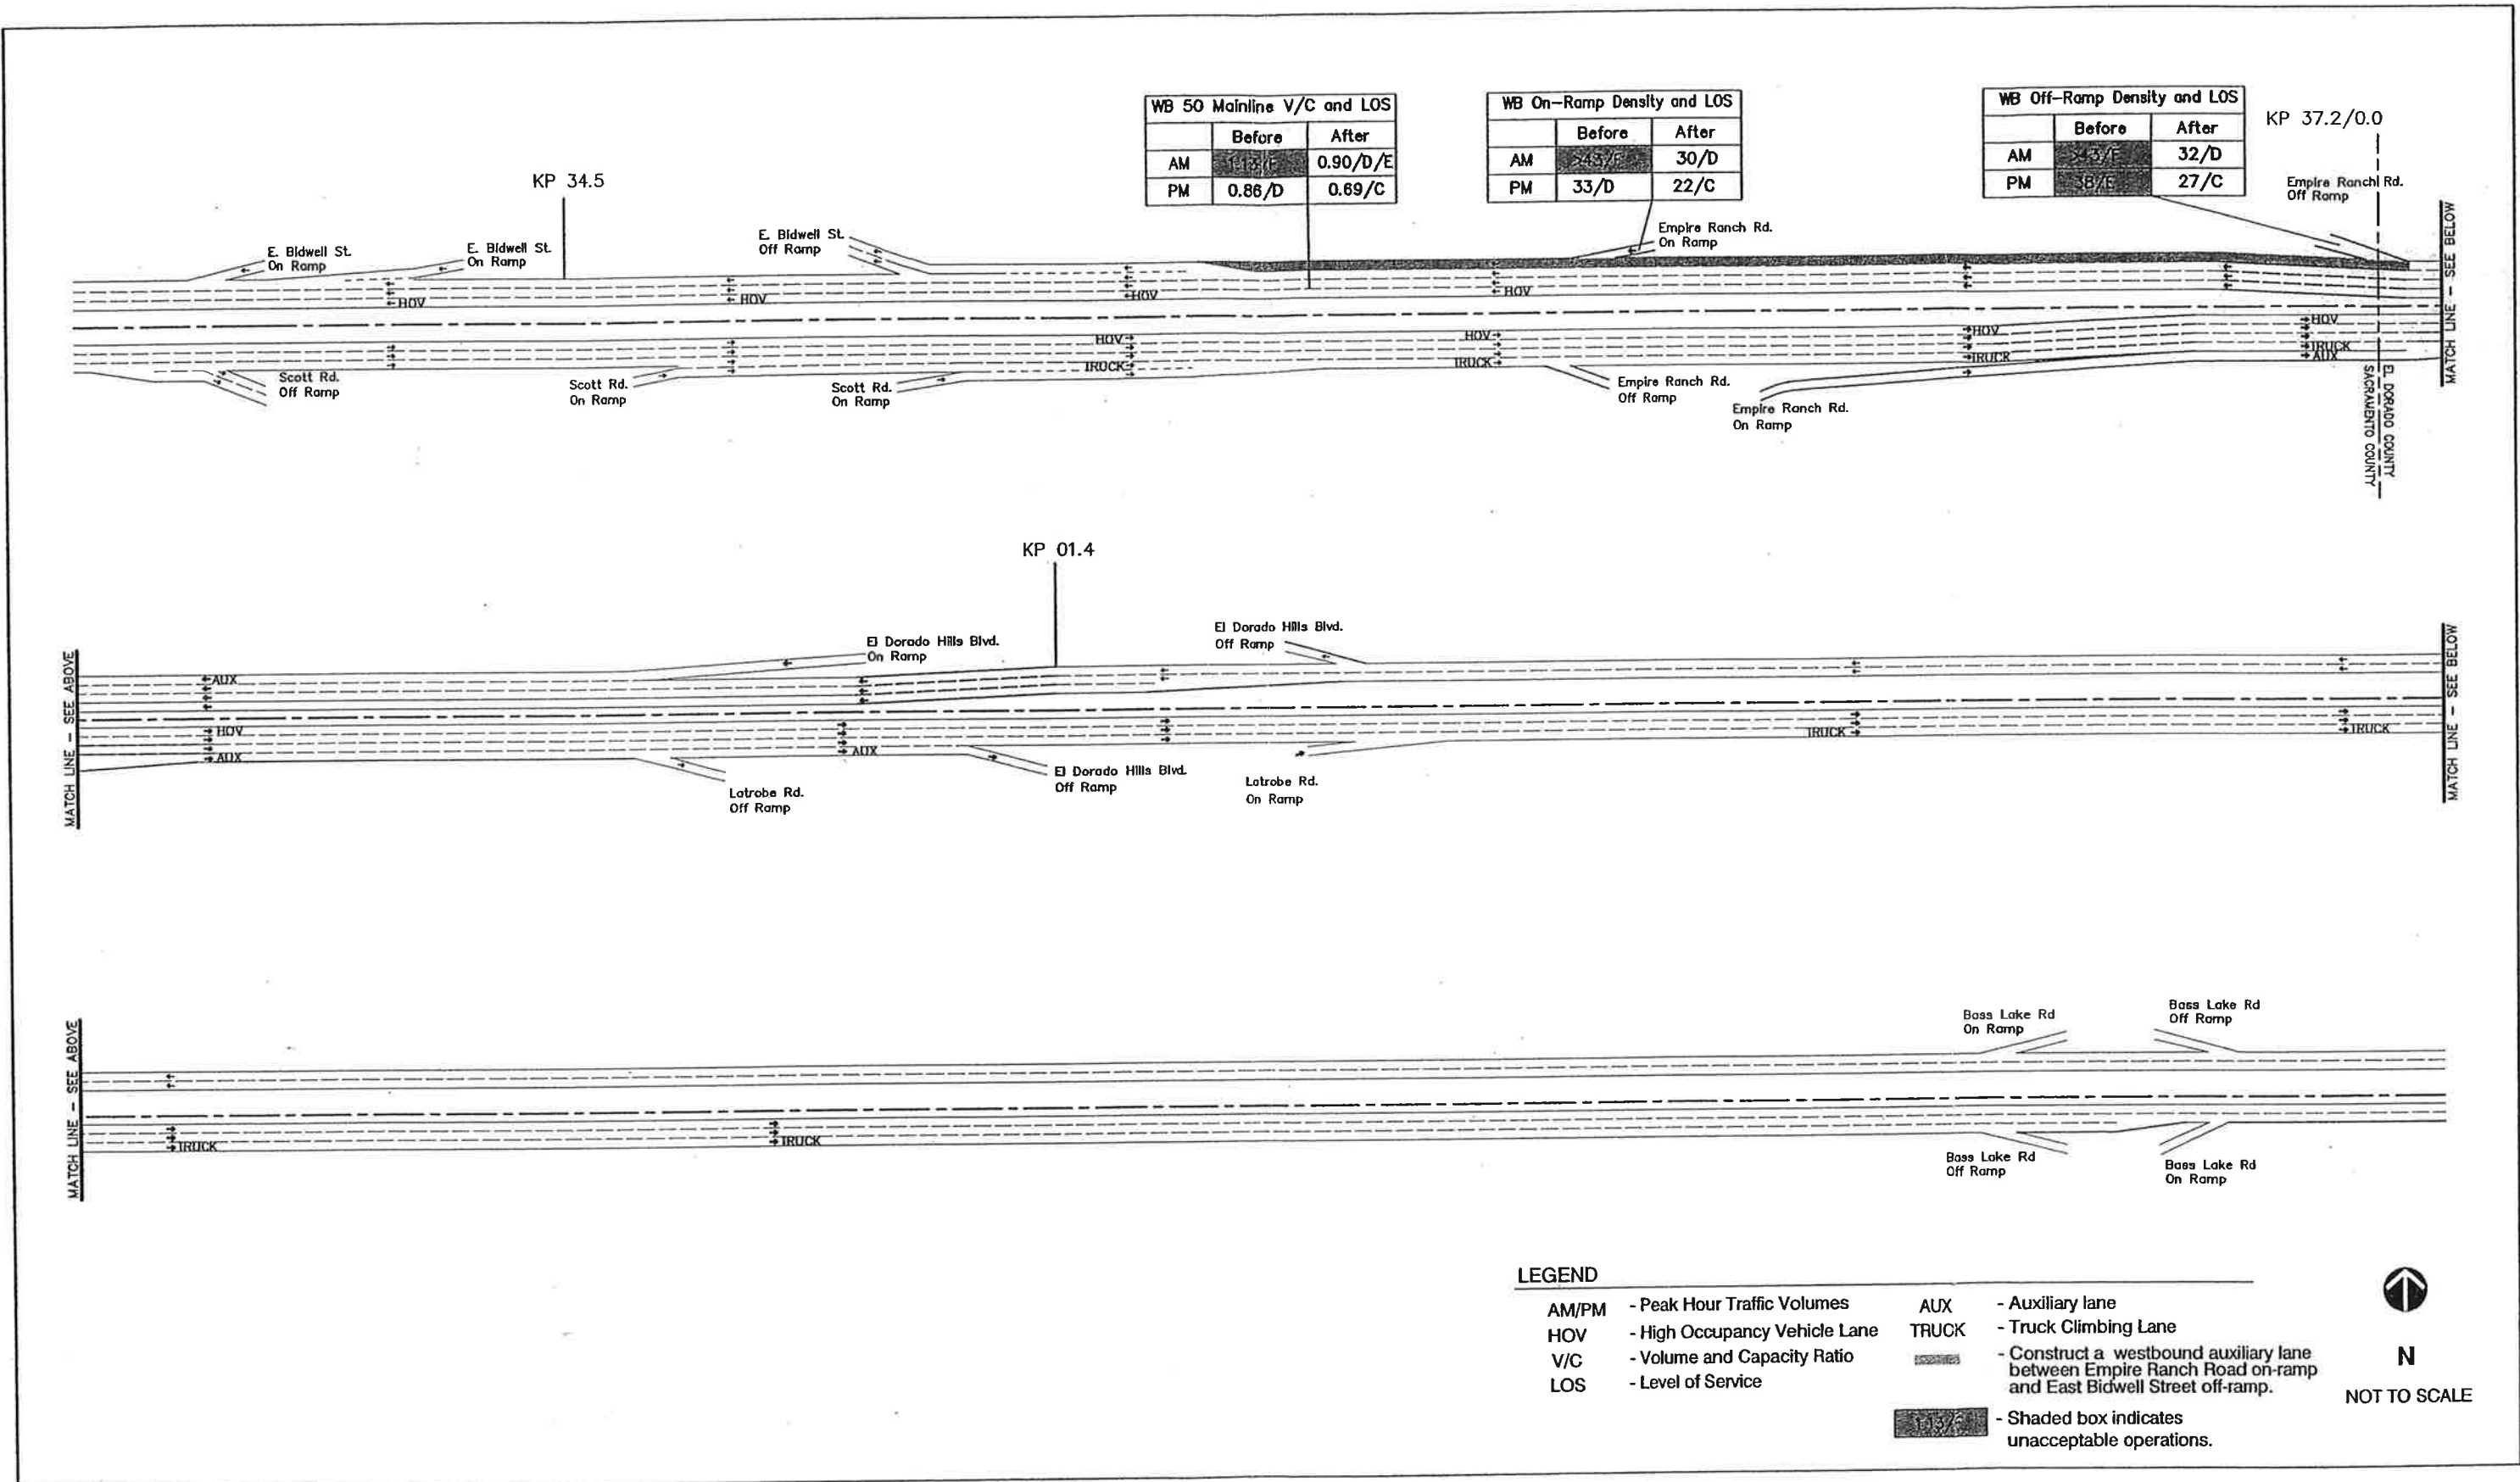 WB 50 Mainline V/C and LOS
Before After
AM 1.13/F 0.90/D/E
PM 0.86/D 0.69/C
WB On-Ramp Density and LOS
Before After
AM >43/F 30/D
PM 33/D 22/C
WB Off-Ramp Density and LOS
Before After
AM >43/F 32/D
PM 38/E 27/C
KP 37.2/0.0
KP 34.5
Empire Ranch Rd.
Off Ramp
E. Bidwell St.
On Ramp
E. Bidwell St.
On Ramp
E. Bidwell St.
Off Ramp
Empire Ranch Rd.
On Ramp
HOV
HOV
HOV
HOV
MATCH LINE - SEE BELOW
HOV
HOV
HOV
HOV
TRUCK
TRUCK
TRUCK
TRUCK
AUX
Scott Rd.
Off Ramp
Scott Rd.
On Ramp
Scott Rd.
On Ramp
Empire Ranch Rd.
Off Ramp
Empire Ranch Rd.
On Ramp
EL DORADO COUNTY
SACRAMENTO COUNTY
KP 01.4
MATCH LINE - SEE ABOVE
El Dorado Hills Blvd.
On Ramp
El Dorado Hills Blvd.
Off Ramp
MATCH LINE - SEE BELOW
AUX
HOV
AUX
AUX
TRUCK
TRUCK
Latrobe Rd.
Off Ramp
El Dorado Hills Blvd.
Off Ramp
Latrobe Rd.
On Ramp
MATCH LINE - SEE ABOVE
Bass Lake Rd
On Ramp
Bass Lake Rd
Off Ramp
TRUCK
TRUCK
Bass Lake Rd
Off Ramp
Bass Lake Rd
On Ramp
LEGEND
AM/PM - Peak Hour Traffic Volumes
HOV - High Occupancy Vehicle Lane
V/C - Volume and Capacity Ratio
LOS - Level of Service
AUX - Auxiliary lane
TRUCK - Truck Climbing Lane
- Construct a westbound auxiliary lane
between Empire Ranch Road on-ramp
and East Bidwell Street off-ramp.
1.13/F - Shaded box indicates
unacceptable operations.
N
NOT TO SCALE